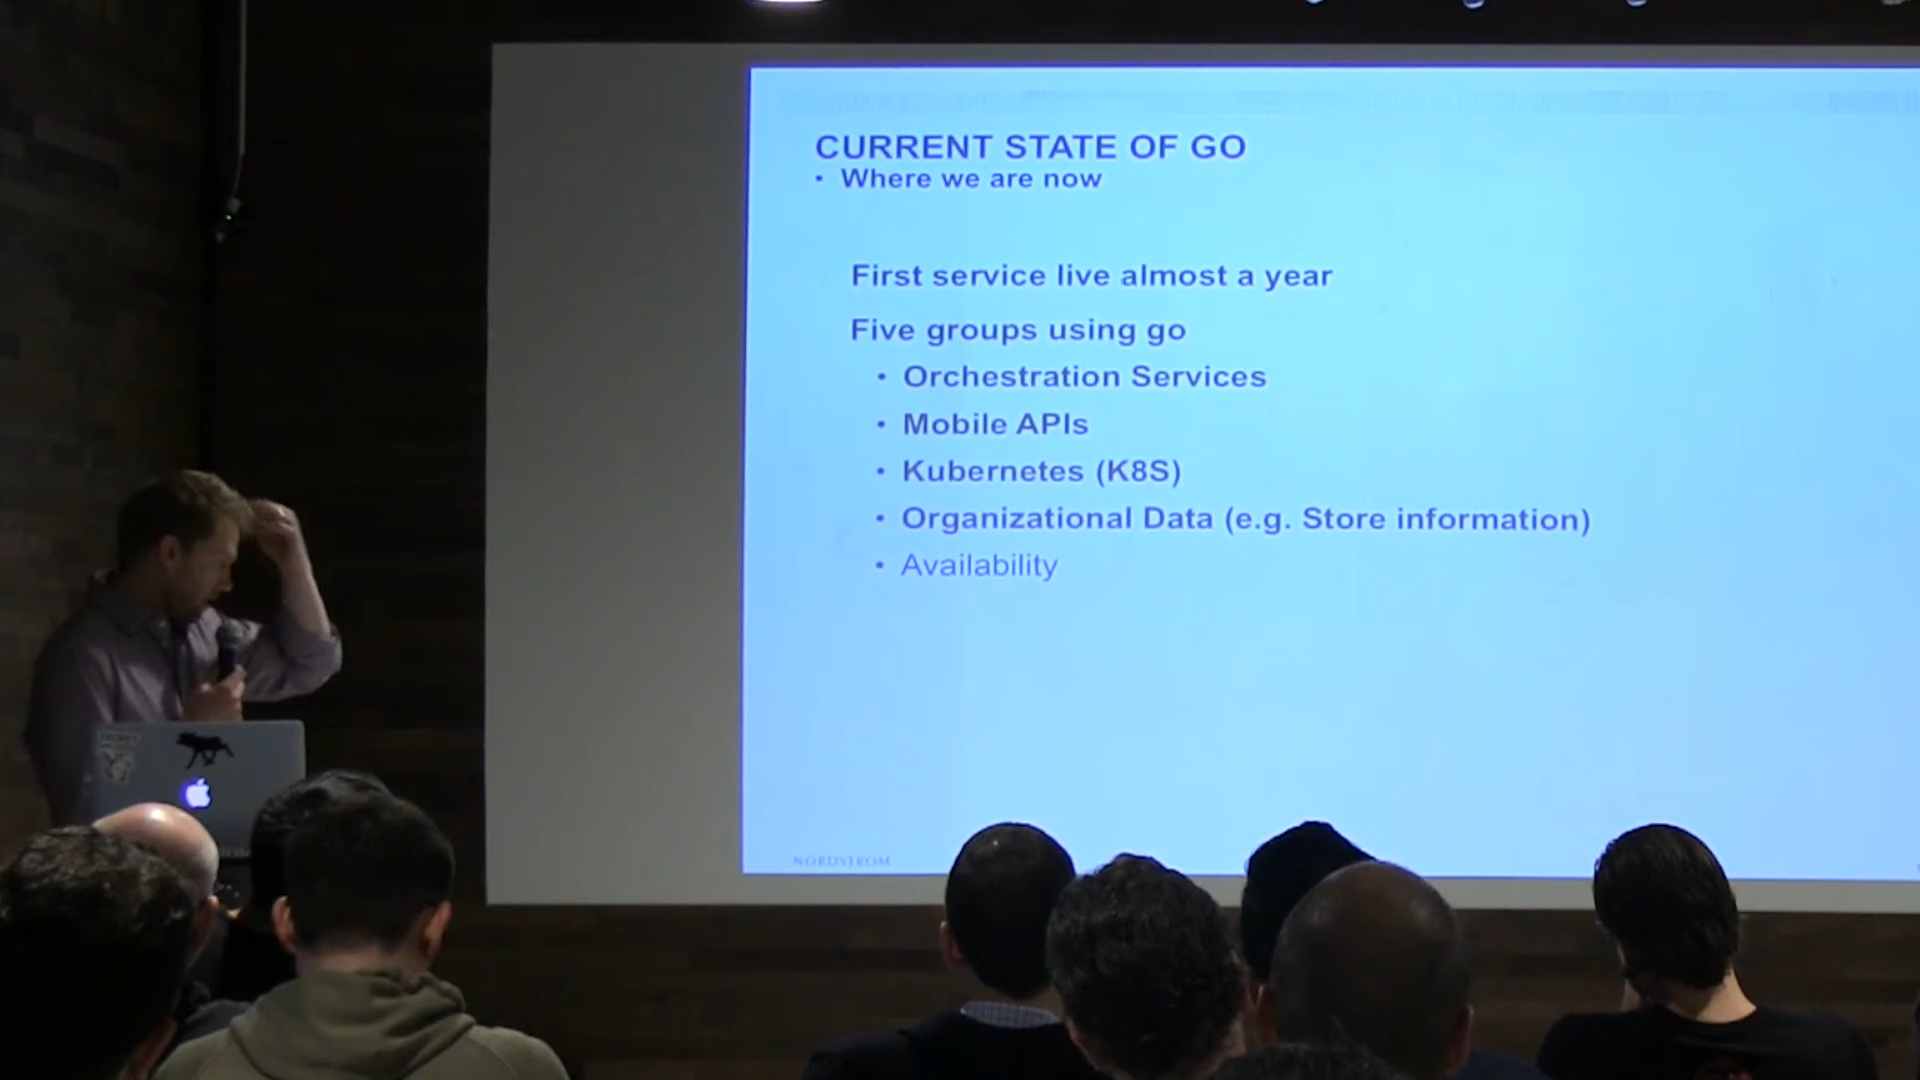 CURRENT STATE OF GO
• Where we are now
First service live almost a year
Five groups using go
• Orchestration Services
• Mobile APIs
• Kubernetes (K8S)
• Organizational Data (e.g. Store information)
• Availability
NORDSTROM